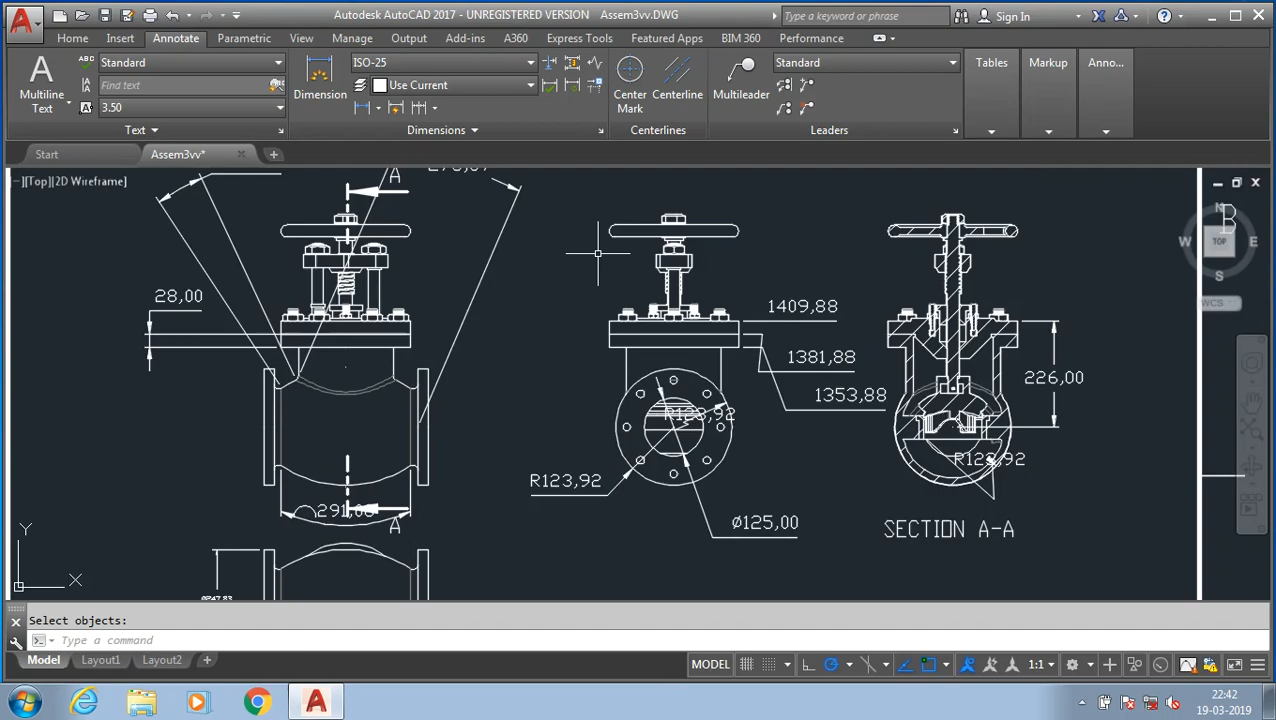 Autodesk AutoCAD 2017 - UNREGISTERED VERSION Assem3vv.DWG
Type a keyword or phrase
Sign In
Home Insert Annotate Parametric View Manage Output Add-ins A360 Express Tools Featured Apps BIM 360 Performance
A
Multiline
Text
ABC
Standard
Find text
3.50
Text
Dimension
ISO-25
Use Current
Dimensions
Center
Mark
Centerline
Centerlines
Multileader
Standard
Leaders
Tables
Markup
Anno...
Start
Assem3vv*
[Top][2D Wireframe]
A
28,00
1409,88
1381,88
1353,88
226,00
R123,92
R123,92
Ø125,00
291,08
A
SECTION A-A
B
N
W TOP E
S
WCS
Y
X
Select objects:
Type a command
Model Layout1 Layout2
MODEL
1:1
22:42
19-03-2019